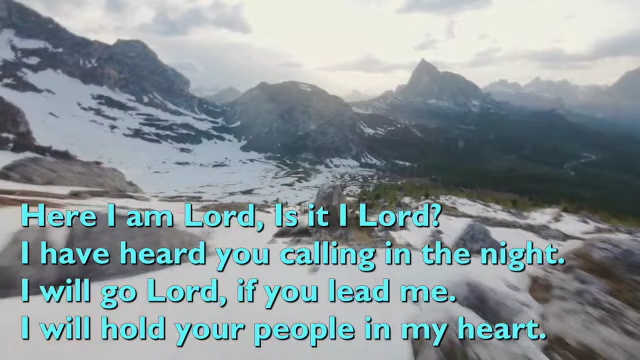 Here I am Lord, Is it I Lord?
I have heard you calling in the night.
I will go Lord, if you lead me.
I will hold your people in my heart.